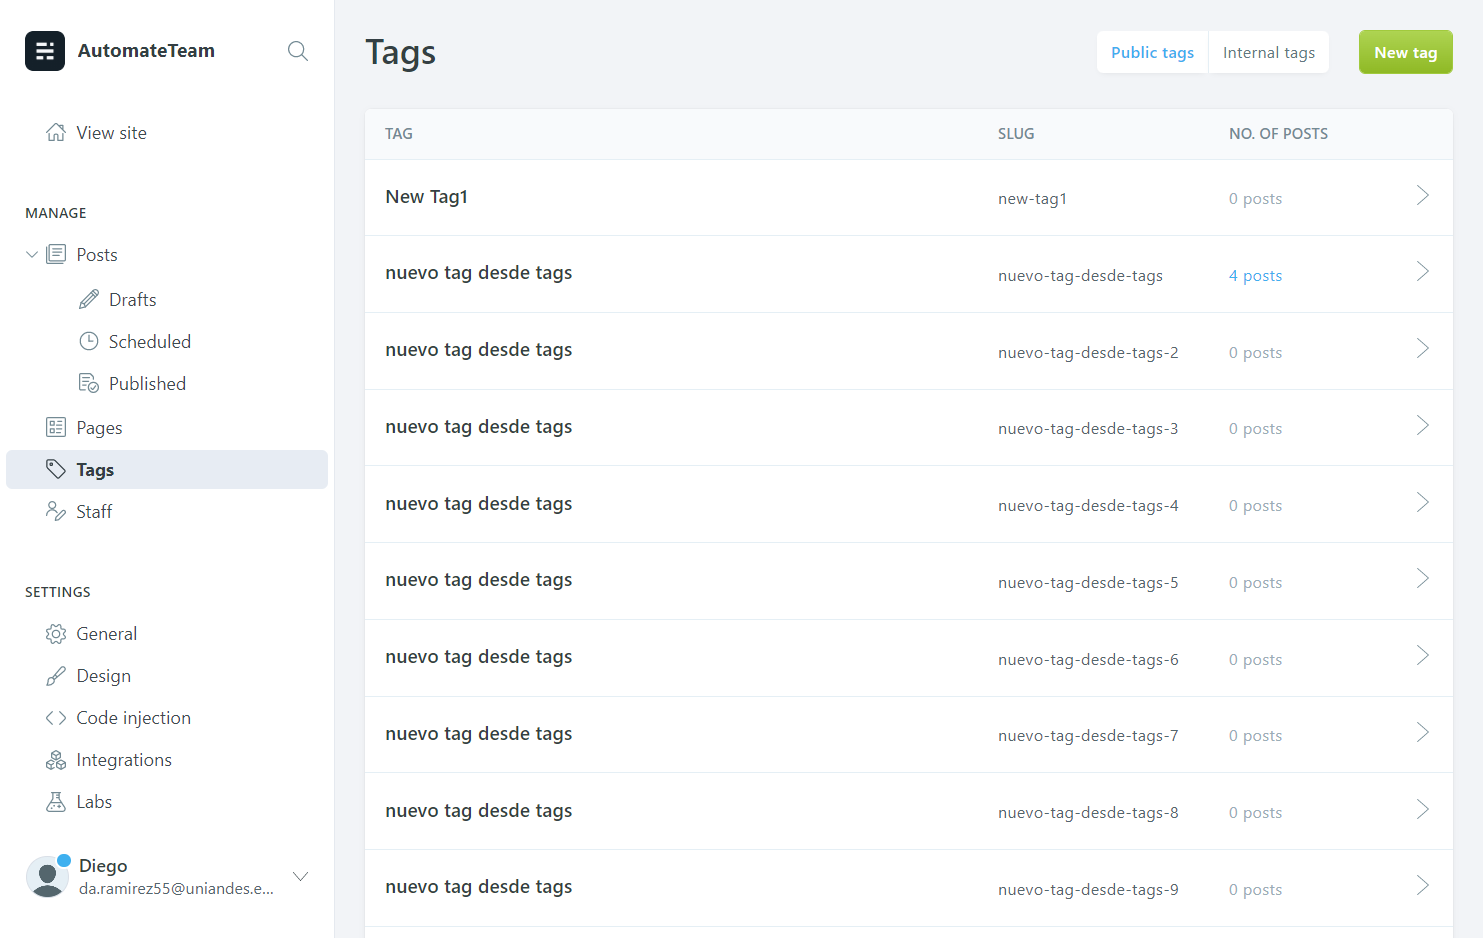 AutomateTeam
View site
MANAGE
Posts
Drafts
Scheduled
Published
Pages
Tags
Staff
SETTINGS
General
Design
Code injection
Integrations
Labs
Diego
da.ramirez55@uniandes.e...
Tags
Public tags
Internal tags
New tag
TAG SLUG NO. OF POSTS
New Tag1 new-tag1 0 posts
nuevo tag desde tags nuevo-tag-desde-tags 4 posts
nuevo tag desde tags nuevo-tag-desde-tags-2 0 posts
nuevo tag desde tags nuevo-tag-desde-tags-3 0 posts
nuevo tag desde tags nuevo-tag-desde-tags-4 0 posts
nuevo tag desde tags nuevo-tag-desde-tags-5 0 posts
nuevo tag desde tags nuevo-tag-desde-tags-6 0 posts
nuevo tag desde tags nuevo-tag-desde-tags-7 0 posts
nuevo tag desde tags nuevo-tag-desde-tags-8 0 posts
nuevo tag desde tags nuevo-tag-desde-tags-9 0 posts